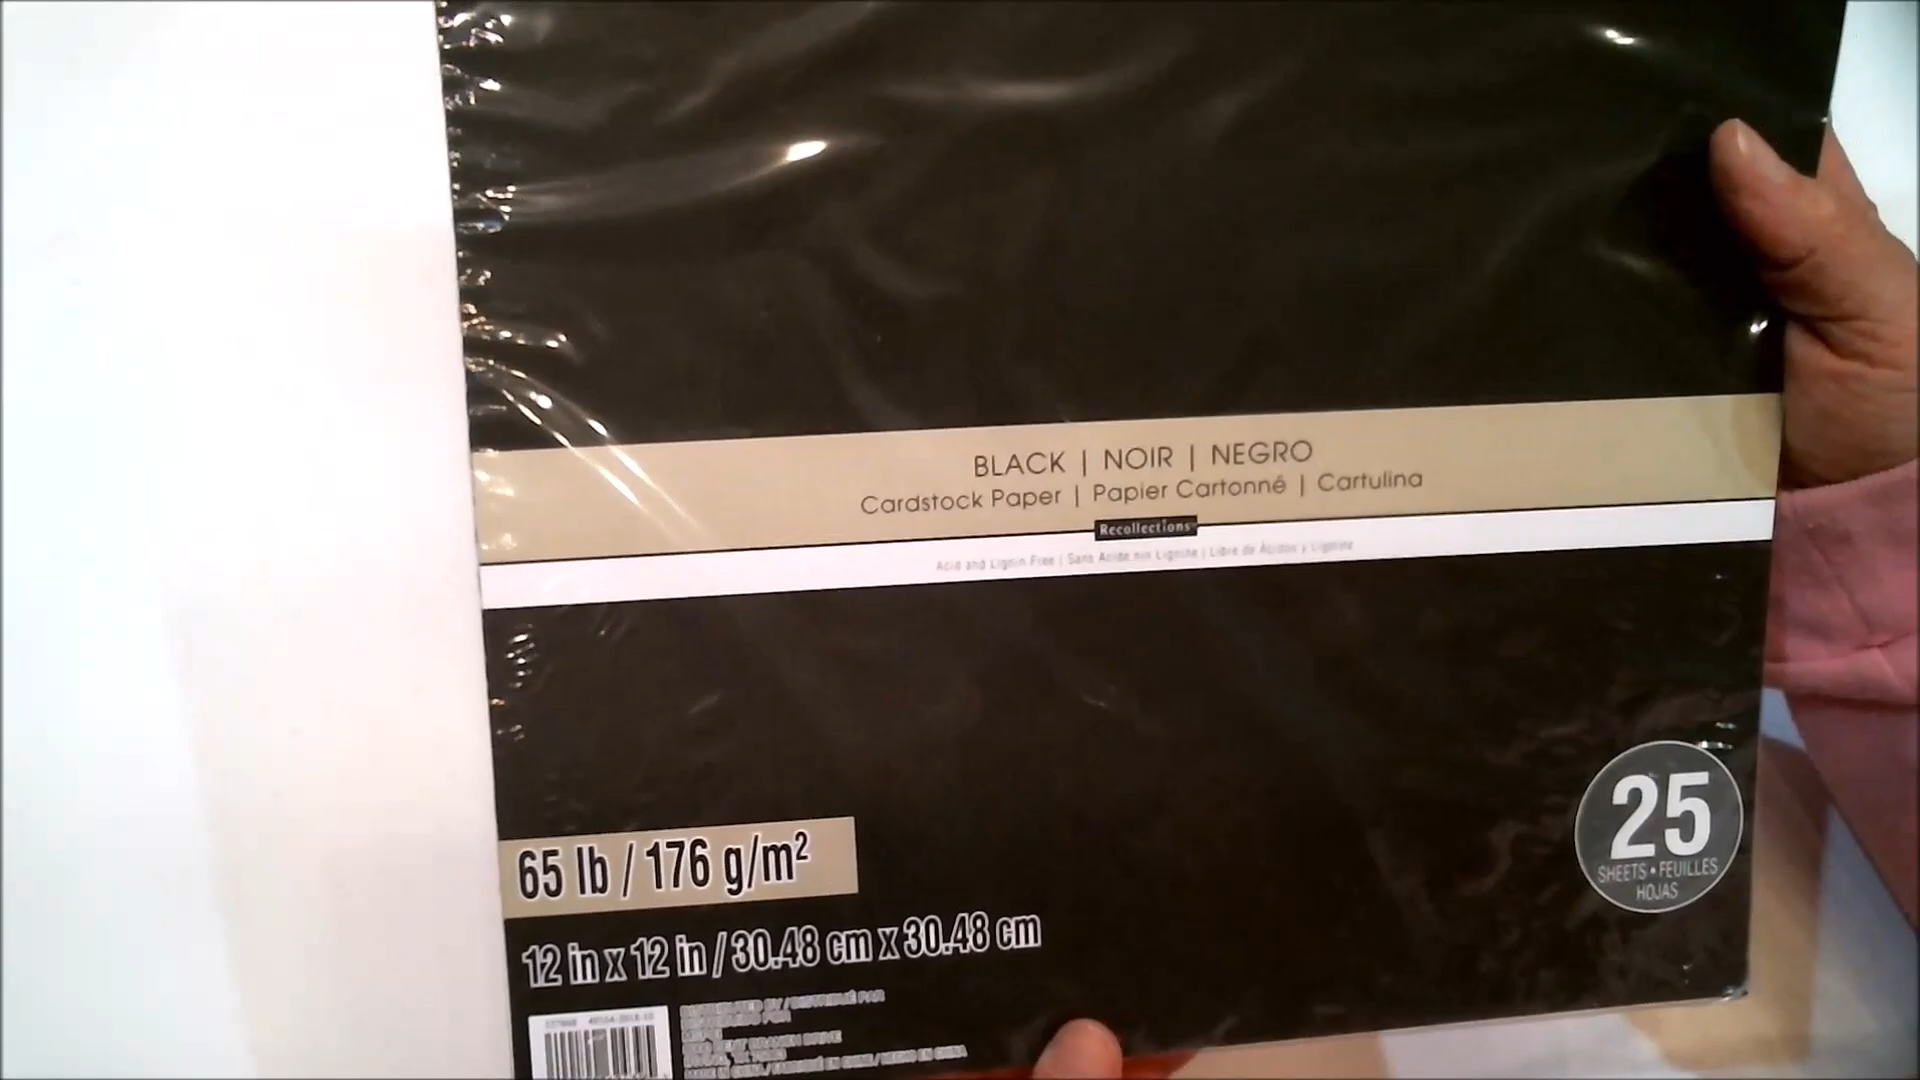 BLACK | NOIR | NEGRO
Cardstock Paper | Papier Cartonné | Cartulina
Recollections
Acid and Lignin Free | Sans Acide nin Lignine | Libre de Ácidos y Lignina
65 lb / 176 g/m²
12 in x 12 in / 30.48 cm x 30.48 cm
25
SHEETS • FEUILLES
HOJAS